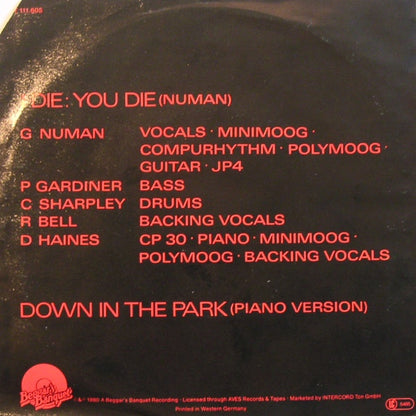 111.605
I DIE: YOU DIE (NUMAN)
G NUMAN VOCALS · MINIMOOG ·
COMPURHYTHM · POLYMOOG ·
GUITAR · JP4
P GARDINER BASS
C SHARPLEY DRUMS
R BELL BACKING VOCALS
D HAINES CP 30 · PIANO · MINIMOOG ·
POLYMOOG · BACKING VOCALS
DOWN IN THE PARK (PIANO VERSION)
Beggars Banquet
& © 1980 A Beggar's Banquet Recording · Licensed through AVES Records & Tapes · Marketed by INTERCORD Ton GmbH
Printed in Western Germany